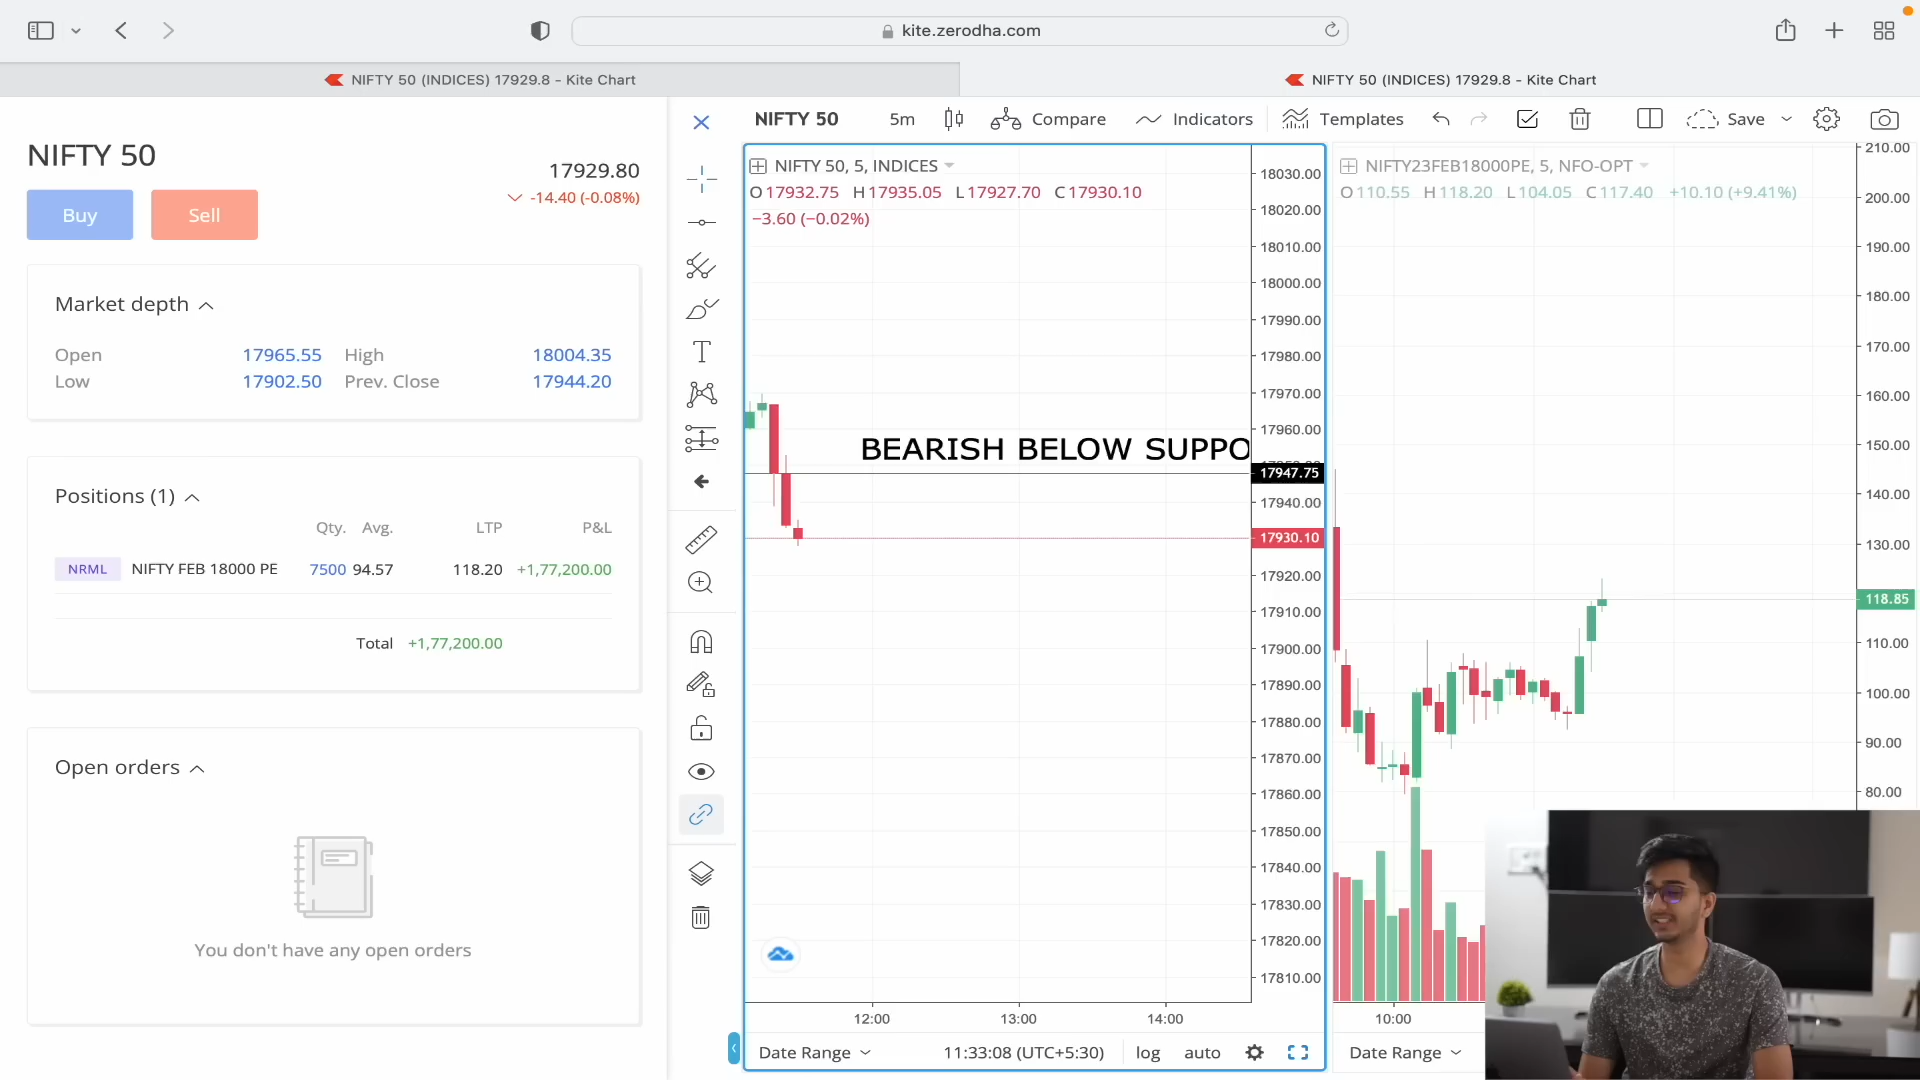 kite.zerodha.com
NIFTY 50 (INDICES) 17929.8 - Kite Chart
NIFTY 50 (INDICES) 17929.8 - Kite Chart
NIFTY 50
17929.80
-14.40 (-0.08%)
Buy
Sell
Market depth
Open 17965.55 High 18004.35
Low 17902.50 Prev. Close 17944.20
Positions (1)
Qty. Avg. LTP P&L
NRML NIFTY FEB 18000 PE 7500 94.57 118.20 +1,77,200.00
Total +1,77,200.00
Open orders
You don't have any open orders
NIFTY 50 5m Compare Indicators Templates Save
NIFTY 50, 5, INDICES
O17932.75 H17935.05 L17927.70 C17930.10
−3.60 (−0.02%)
BEARISH BELOW SUPPO
18030.00
18020.00
18010.00
18000.00
17990.00
17980.00
17970.00
17960.00
17947.75
17940.00
17930.10
17920.00
17910.00
17900.00
17890.00
17880.00
17870.00
17860.00
17850.00
17840.00
17830.00
17820.00
17810.00
12:00 13:00 14:00
Date Range 11:33:08 (UTC+5:30) log auto
NIFTY23FEB18000PE, 5, NFO-OPT
O110.55 H118.20 L104.05 C117.40 +10.10 (+9.41%)
210.00
200.00
190.00
180.00
170.00
160.00
150.00
140.00
130.00
118.85
110.00
100.00
90.00
80.00
10:00
Date Range